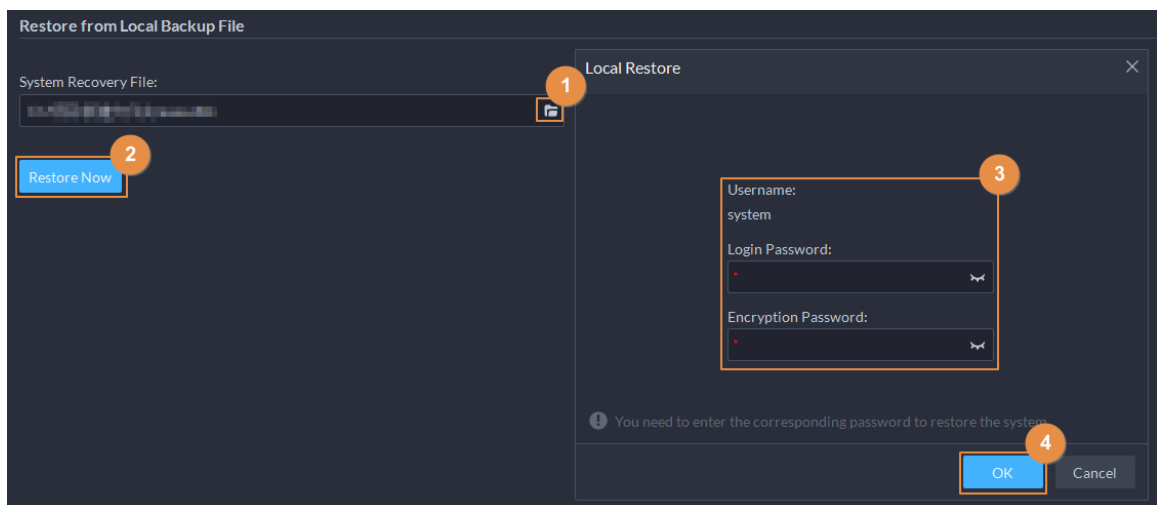 Restore from Local Backup File
System Recovery File:
1
2
Restore Now
Local Restore
3
Username:
system
Login Password:
*
Encryption Password:
*
You need to enter the corresponding password to restore the system
4
OK
Cancel